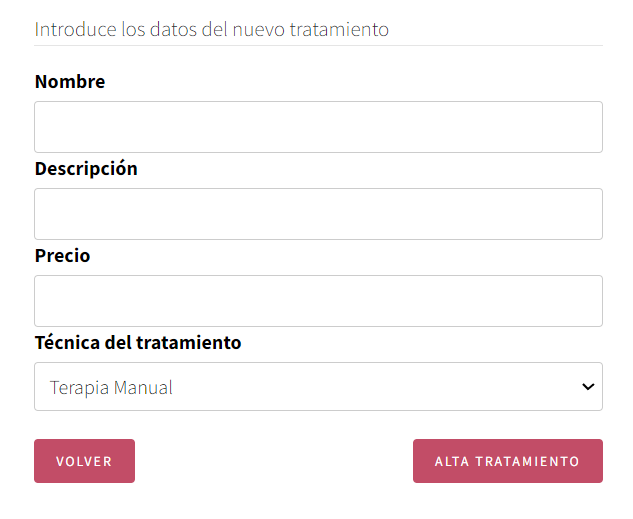 Introduce los datos del nuevo tratamiento
Nombre
Descripción
Precio
Técnica del tratamiento
Terapia Manual
VOLVER
ALTA TRATAMIENTO